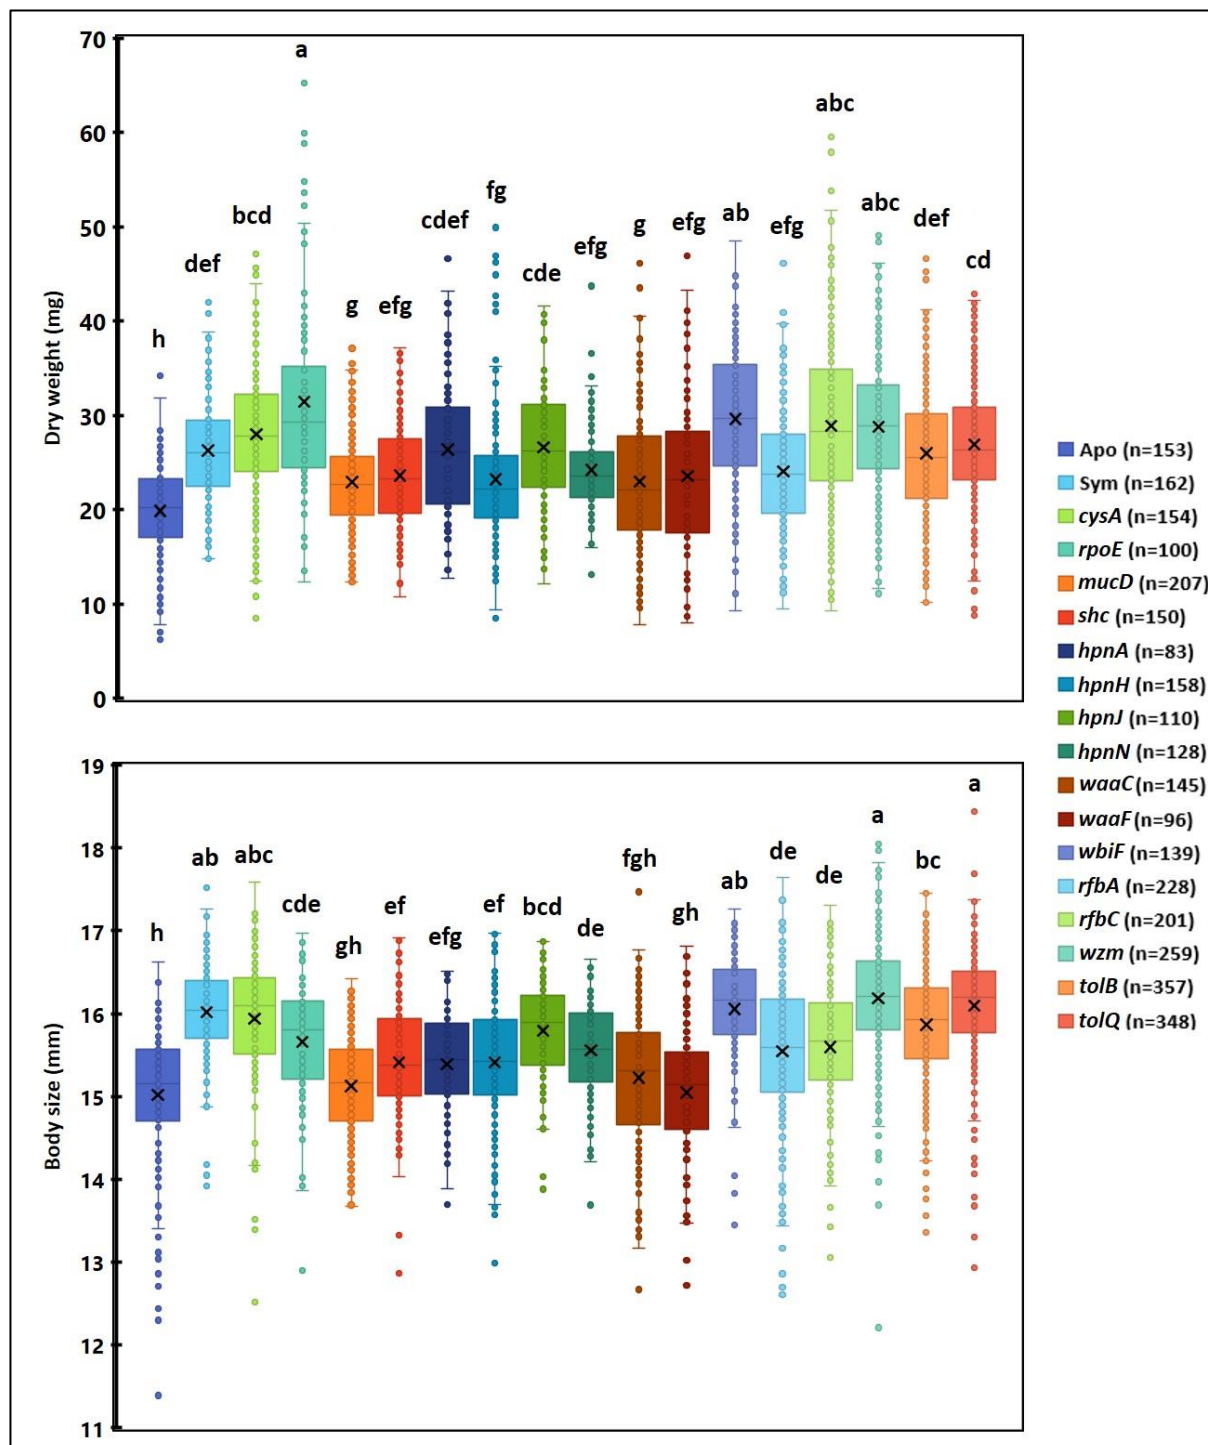 70
60
50
40
30
20
10
0
Dry weight (mg)
h
def
bcd
a
g
efg
cdef
fg
cde
efg
g
efg
ab
efg
abc
abc
def
cd
19
18
17
16
15
14
13
12
11
Body size (mm)
h
ab
abc
cde
gh
ef
efg
ef
bcd
de
fgh
gh
ab
de
de
a
bc
a
Apo (n=153)
Sym (n=162)
cysA (n=154)
rpoE (n=100)
mucD (n=207)
shc (n=150)
hpnA (n=83)
hpnH (n=158)
hpnJ (n=110)
hpnN (n=128)
waaC (n=145)
waaF (n=96)
wbiF (n=139)
rfbA (n=228)
rfbC (n=201)
wzm (n=259)
tolB (n=357)
tolQ (n=348)